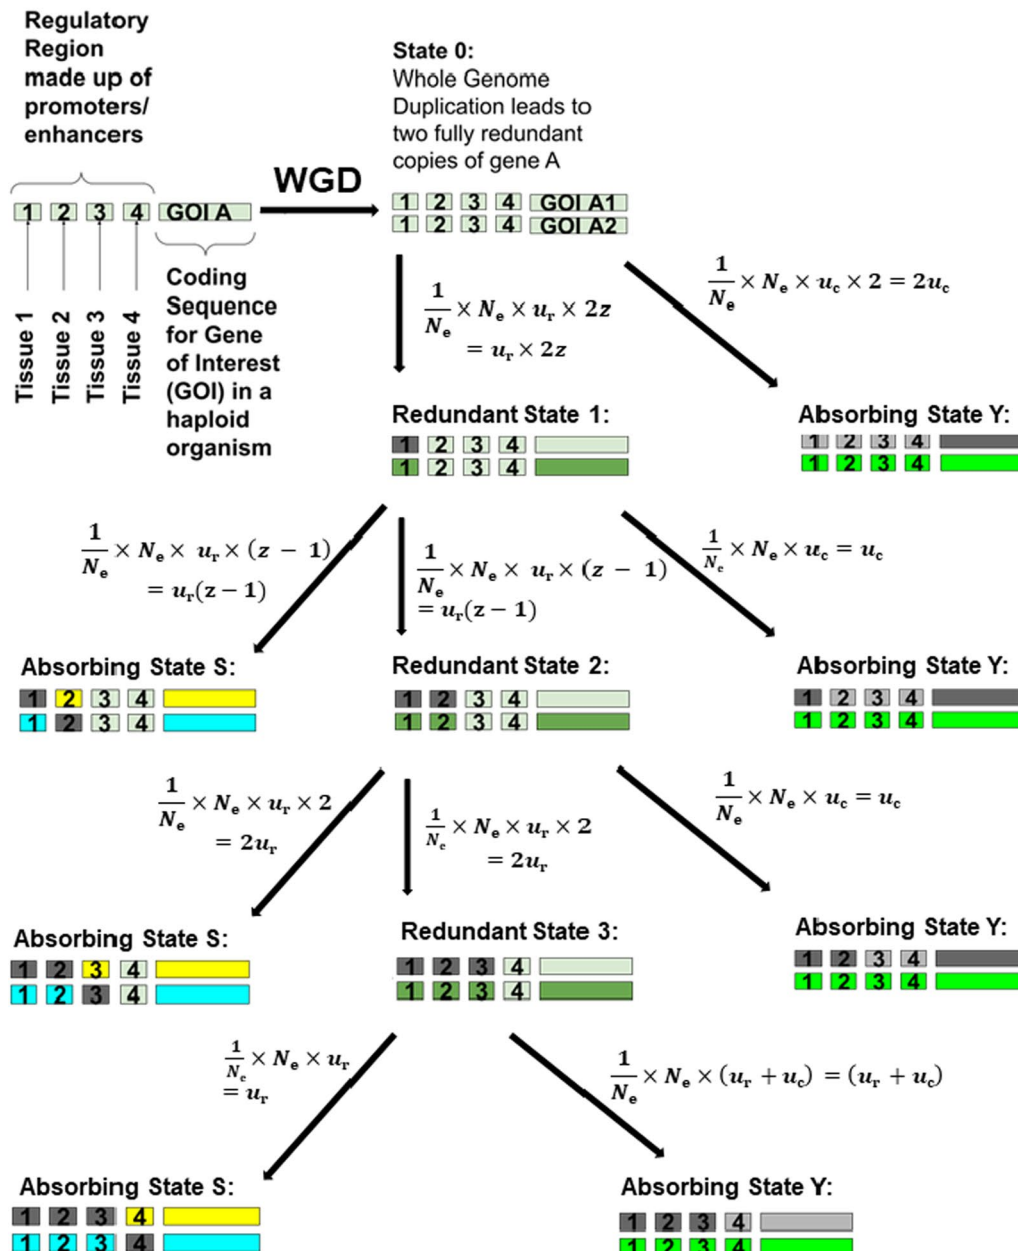 Regulatory
Region
made up of
promoters/
enhancers
1 2 3 4 GOI A
Tissue 1
Tissue 2
Tissue 3
Tissue 4
Coding
Sequence
for Gene
of Interest
(GOI) in a
haploid
organism
WGD
State 0:
Whole Genome
Duplication leads to
two fully redundant
copies of gene A
1 2 3 4 GOI A1
1 2 3 4 GOI A2
1/Nₑ × Nₑ × uᵣ × 2z
= uᵣ × 2z
1/Nₑ × Nₑ × u_c × 2 = 2u_c
Redundant State 1:
1 2 3 4
1 2 3 4
Absorbing State Y:
1 2 3 4
1 2 3 4
1/Nₑ × Nₑ × uᵣ × (z − 1)
= uᵣ(z − 1)
1/Nₑ × Nₑ × uᵣ × (z − 1)
= uᵣ(z − 1)
1/Nₑ × Nₑ × u_c = u_c
Absorbing State S:
1 2 3 4
1 2 3 4
Redundant State 2:
1 2 3 4
1 2 3 4
Absorbing State Y:
1 2 3 4
1 2 3 4
1/Nₑ × Nₑ × uᵣ × 2
= 2uᵣ
1/Nₑ × Nₑ × uᵣ × 2
= 2uᵣ
1/Nₑ × Nₑ × u_c = u_c
Absorbing State S:
1 2 3 4
1 2 3 4
Redundant State 3:
1 2 3 4
1 2 3 4
Absorbing State Y:
1 2 3 4
1 2 3 4
1/Nₑ × Nₑ × uᵣ
= uᵣ
1/Nₑ × Nₑ × (uᵣ + u_c) = (uᵣ + u_c)
Absorbing State S:
1 2 3 4
1 2 3 4
Absorbing State Y:
1 2 3 4
1 2 3 4